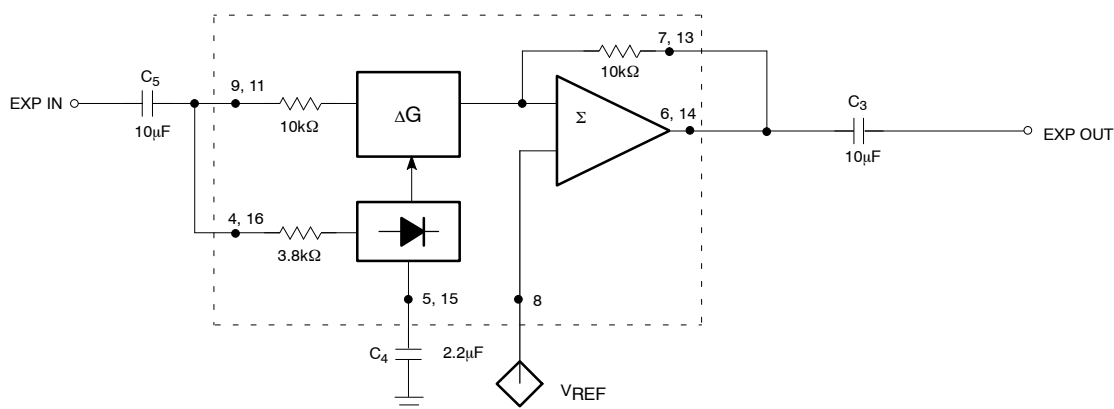 7, 13
10kΩ
C5
9, 11
EXP IN
10μF
10kΩ
ΔG
Σ
6, 14
C3
10μF
EXP OUT
4, 16
3.8kΩ
5, 15
8
C4
2.2μF
VREF